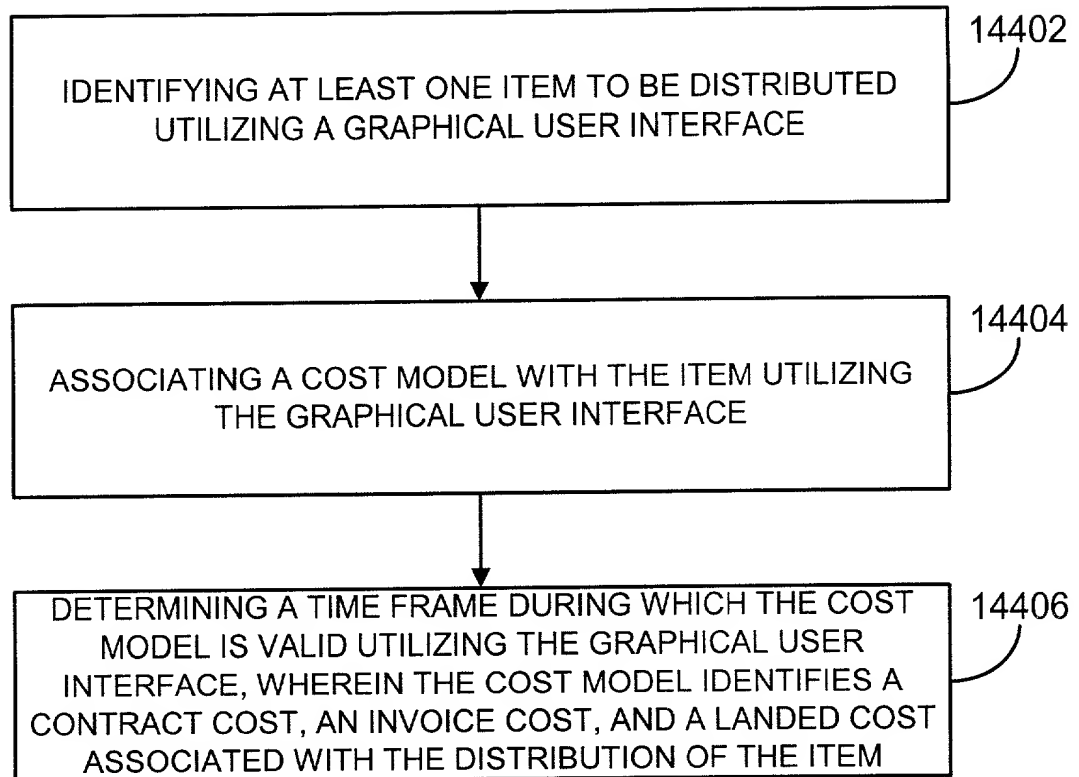 14402
IDENTIFYING AT LEAST ONE ITEM TO BE DISTRIBUTED
UTILIZING A GRAPHICAL USER INTERFACE
14404
ASSOCIATING A COST MODEL WITH THE ITEM UTILIZING
THE GRAPHICAL USER INTERFACE
14406
DETERMINING A TIME FRAME DURING WHICH THE COST
MODEL IS VALID UTILIZING THE GRAPHICAL USER
INTERFACE, WHEREIN THE COST MODEL IDENTIFIES A
CONTRACT COST, AN INVOICE COST, AND A LANDED COST
ASSOCIATED WITH THE DISTRIBUTION OF THE ITEM